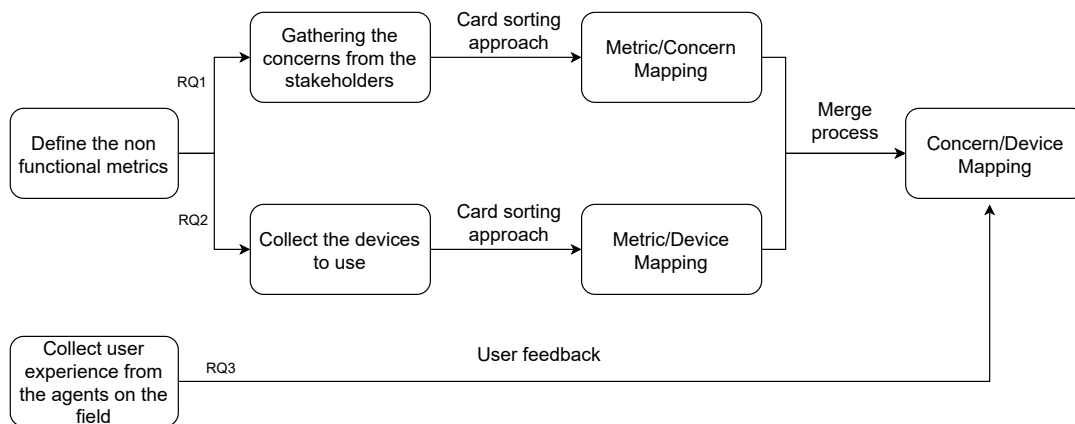 Define the non
functional metrics
RQ1
Gathering the
concerns from the
stakeholders
Card sorting
approach
Metric/Concern
Mapping
RQ2
Collect the devices
to use
Card sorting
approach
Metric/Device
Mapping
Merge
process
Concern/Device
Mapping
Collect user
experience from
the agents on the
field
RQ3
User feedback